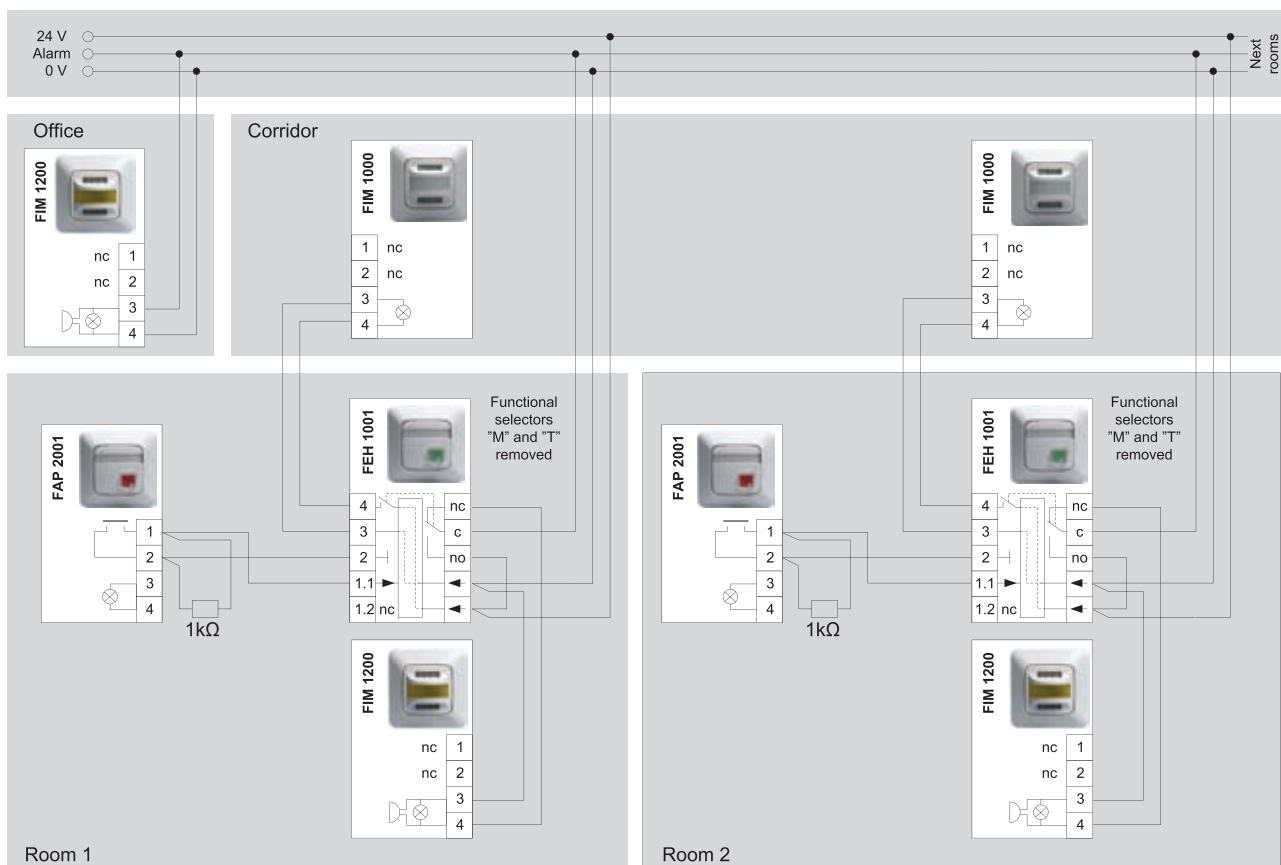 24 V
Alarm
0 V
Next
rooms
Office
FIM 1200
nc 1
nc 2
3
4
Corridor
FIM 1000
1 nc
2 nc
3
4
FIM 1000
1 nc
2 nc
3
4
FAP 2001
1
2
3
4
1kΩ
FEH 1001
Functional
selectors
”M” and ”T”
removed
4 nc
3 c
2 no
1.1
1.2 nc
FIM 1200
nc 1
nc 2
3
4
Room 1
FAP 2001
1
2
3
4
1kΩ
FEH 1001
Functional
selectors
”M” and ”T”
removed
4 nc
3 c
2 no
1.1
1.2 nc
FIM 1200
nc 1
nc 2
3
4
Room 2